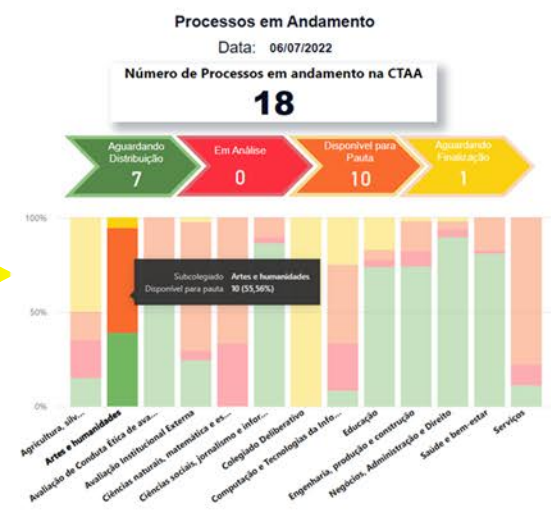 Processos em Andamento
Data: 06/07/2022
Número de Processos em andamento na CTAA
18
Aguardando
Distribuição
7
Em Análise
0
Disponível para
Pauta
10
Aguardando
Finalização
1
100%
50%
0%
Subcolegiado Artes e humanidades
Disponível para pauta 10 (55,56%)
Agricultura, silv...
Artes e humanidades
Avaliação de Conduta Ética de ava...
Avaliação Institucional Externa
Ciências naturais, matemática e es...
Ciências sociais, jornalismo e infor...
Colegiado Deliberativo
Computação e Tecnologias da Info...
Educação
Engenharia, produção e construção
Negócios, Administração e Direito
Saúde e bem-estar
Serviços